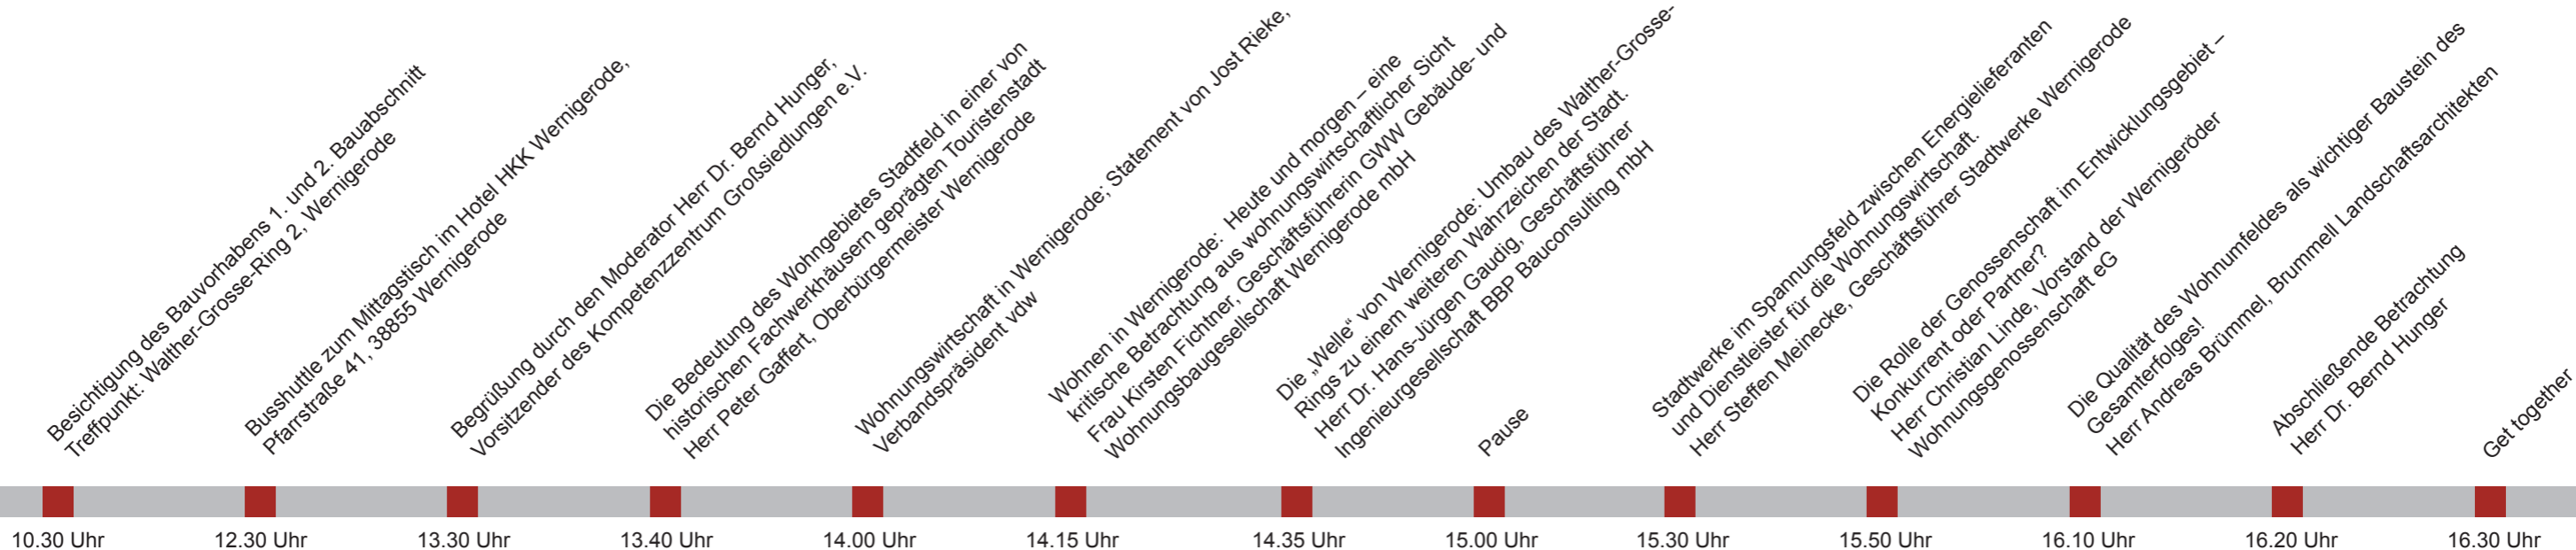 Besichtigung des Bauvorhabens 1. und 2. Bauabschnitt
Treffpunkt: Walther-Grosse-Ring 2, Wernigerode
Busshuttle zum Mittagstisch im Hotel HKK Wernigerode,
Pfarrstraße 41, 38855 Wernigerode
Begrüßung durch den Moderator Herr Dr. Bernd Hunger,
Vorsitzender des Kompetenzzentrum Großsiedlungen e.V.
Die Bedeutung des Wohngebietes Stadtfeld in einer von
historischen Fachwerkhäusern geprägten Touristenstadt
Herr Peter Gaffert, Oberbürgermeister Wernigerode
Wohnungswirtschaft in Wernigerode; Statement von Jost Rieke,
Verbandspräsident vdw
Wohnen in Wernigerode: Heute und morgen – eine
kritische Betrachtung aus wohnungswirtschaftlicher Sicht
Frau Kirsten Fichtner, Geschäftsführerin GWW Gebäude- und
Wohnungsbaugesellschaft Wernigerode mbH
Die „Welle“ von Wernigerode: Umbau des Walther-Grosse-
Rings zu einem weiteren Wahrzeichen der Stadt.
Herr Dr. Hans-Jürgen Gaudig, Geschäftsführer
Ingenieurgesellschaft BBP Bauconsulting mbH
Pause
Stadtwerke im Spannungsfeld zwischen Energielieferanten
und Dienstleister für die Wohnungswirtschaft.
Herr Steffen Meinecke, Geschäftsführer Stadtwerke Wernigerode
Die Rolle der Genossenschaft im Entwicklungsgebiet –
Konkurrent oder Partner?
Herr Christian Linde, Vorstand der Wernigeröder
Wohnungsgenossenschaft eG
Die Qualität des Wohnumfeldes als wichtiger Baustein des
Gesamterfolges!
Herr Andreas Brümmel, Brummell Landschaftsarchitekten
Abschließende Betrachtung
Herr Dr. Bernd Hunger
Get together
10.30 Uhr
12.30 Uhr
13.30 Uhr
13.40 Uhr
14.00 Uhr
14.15 Uhr
14.35 Uhr
15.00 Uhr
15.30 Uhr
15.50 Uhr
16.10 Uhr
16.20 Uhr
16.30 Uhr